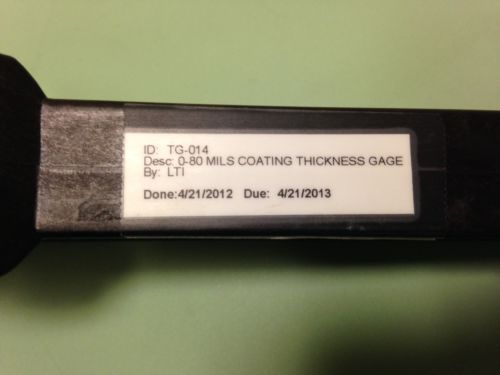 ID: TG-014
Desc: 0-80 MILS COATING THICKNESS GAGE
By: LTI
Done:4/21/2012 Due: 4/21/2013